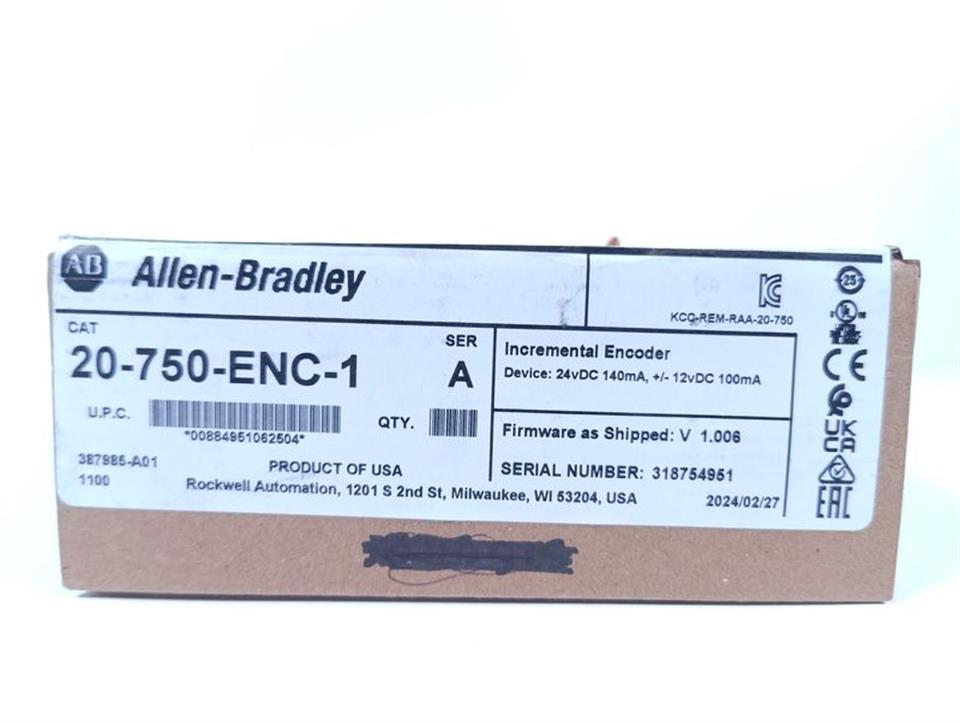 AB Allen-Bradley
KCC-REM-RAA-20-750
25
UL
CAT
20-750-ENC-1
SER
A
Incremental Encoder
Device: 24vDC 140mA, +/- 12vDC 100mA
U.P.C.
*00884951062504*
QTY.
Firmware as Shipped: V 1.006
387985-A01
1100
PRODUCT OF USA
SERIAL NUMBER: 318754951
Rockwell Automation, 1201 S 2nd St, Milwaukee, WI 53204, USA
2024/02/27
CE
UK
CA
EAC